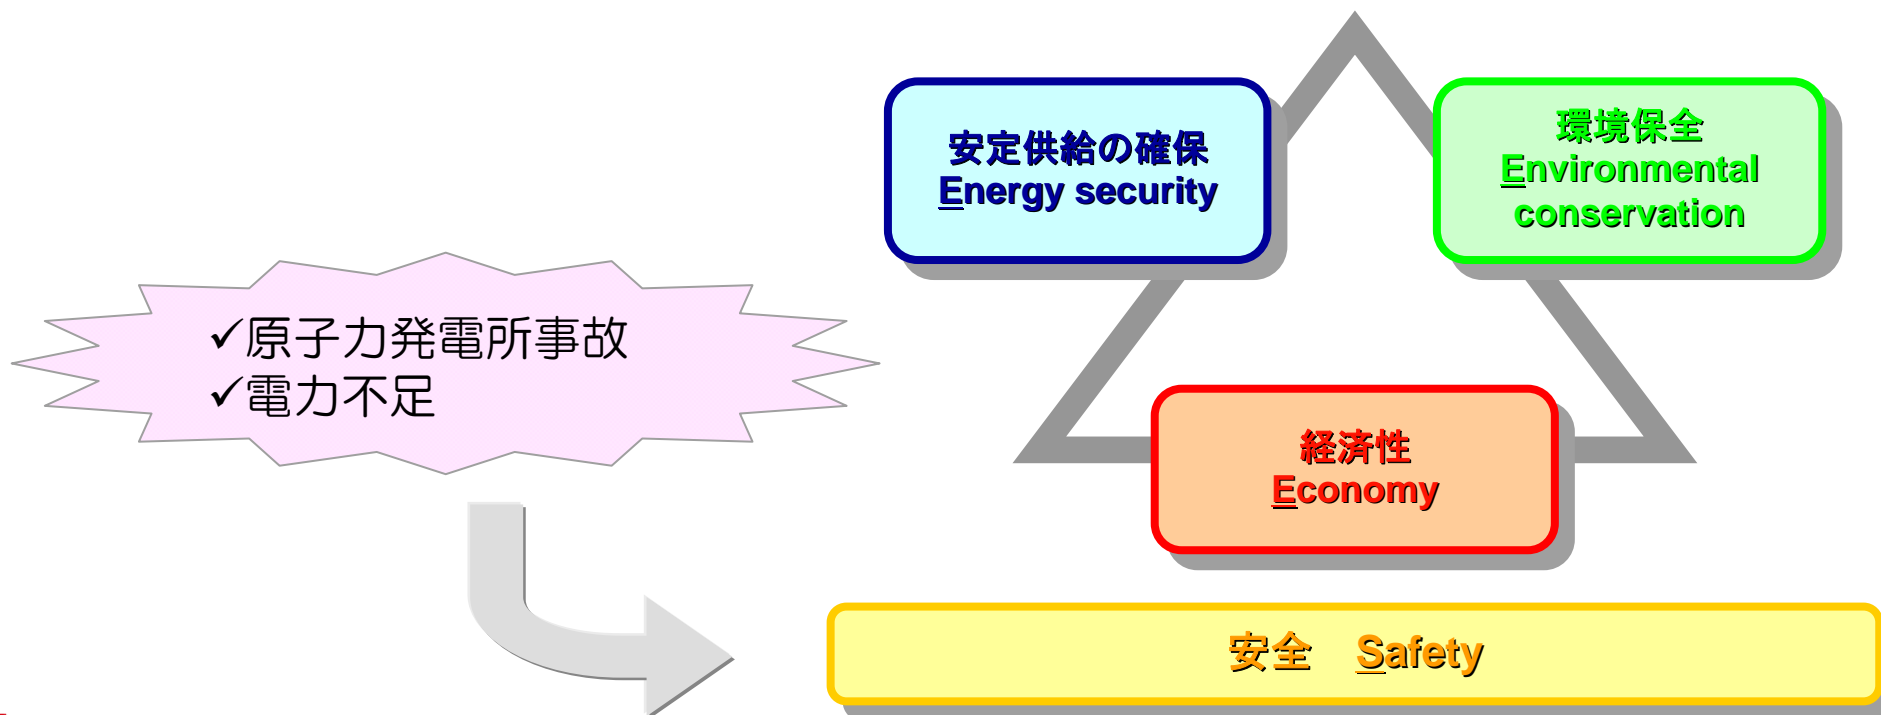 安定供給の確保
Energy security
環境保全
Environmental
conservation
✓原子力発電所事故
✓電力不足
経済性
Economy
安全　Safety